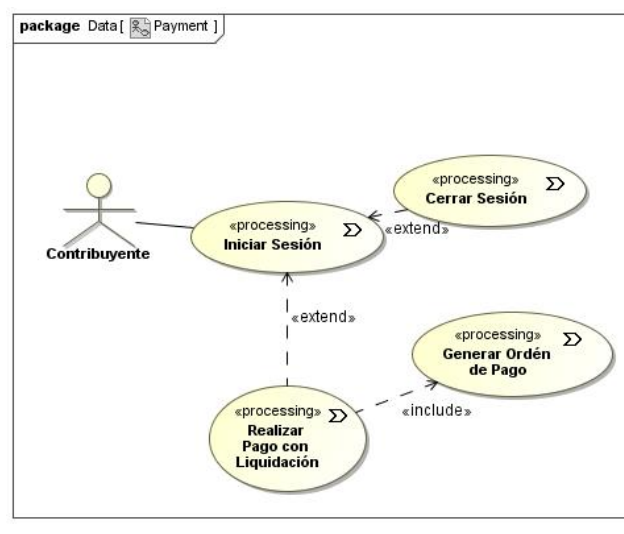 package Data[ Payment ]
«processing»
Cerrar Sesión
«processing»
Iniciar Sesión
«extend»
Contribuyente
«extend»
«processing»
Generar Ordén
de Pago
«processing»
Realizar
Pago con
Liquidación
«include»